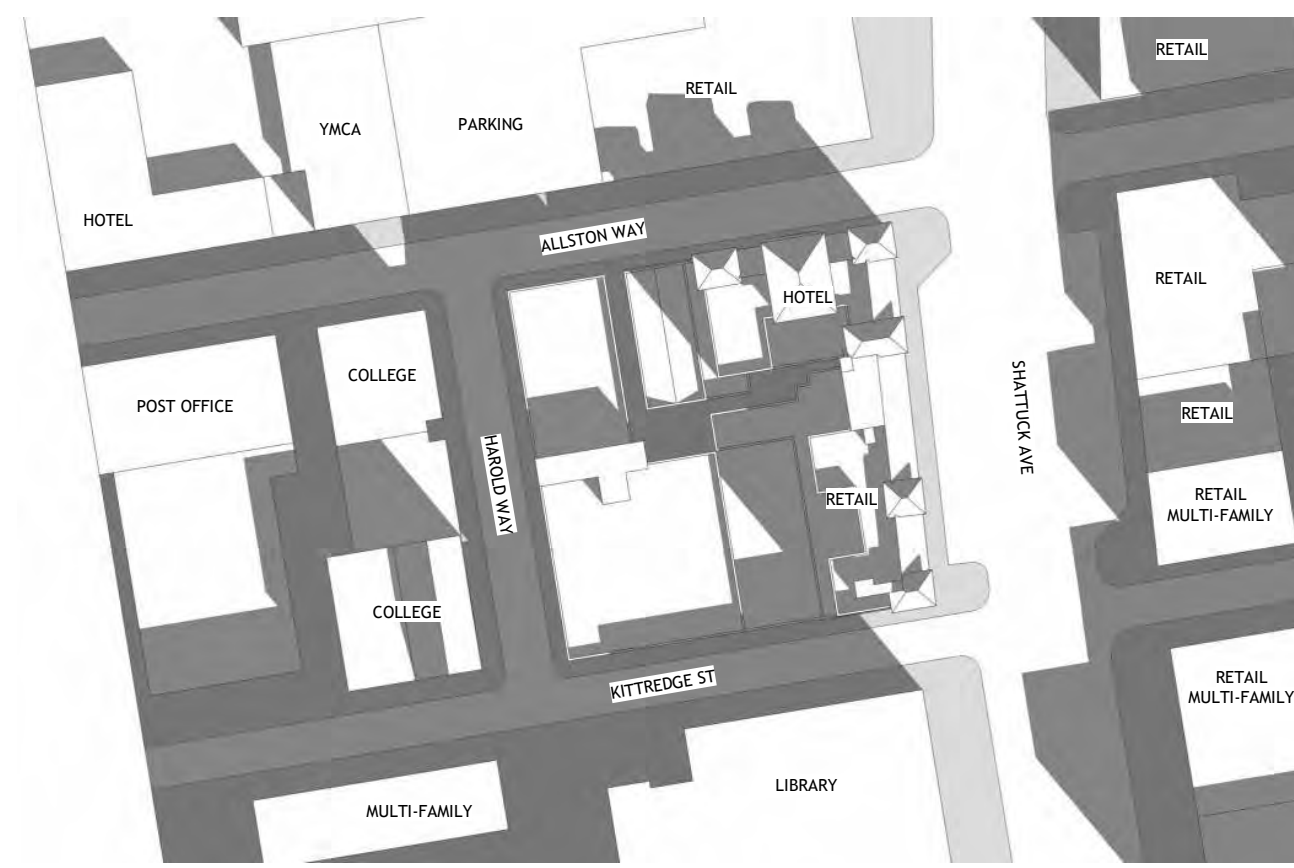 RETAIL
RETAIL
YMCA
PARKING
HOTEL
ALLSTON WAY
HOTEL
RETAIL
COLLEGE
POST OFFICE
SHATTUCK AVE
RETAIL
HAROLD WAY
RETAIL
RETAIL
MULTI-FAMILY
COLLEGE
KITTREDGE ST
RETAIL
MULTI-FAMILY
LIBRARY
MULTI-FAMILY